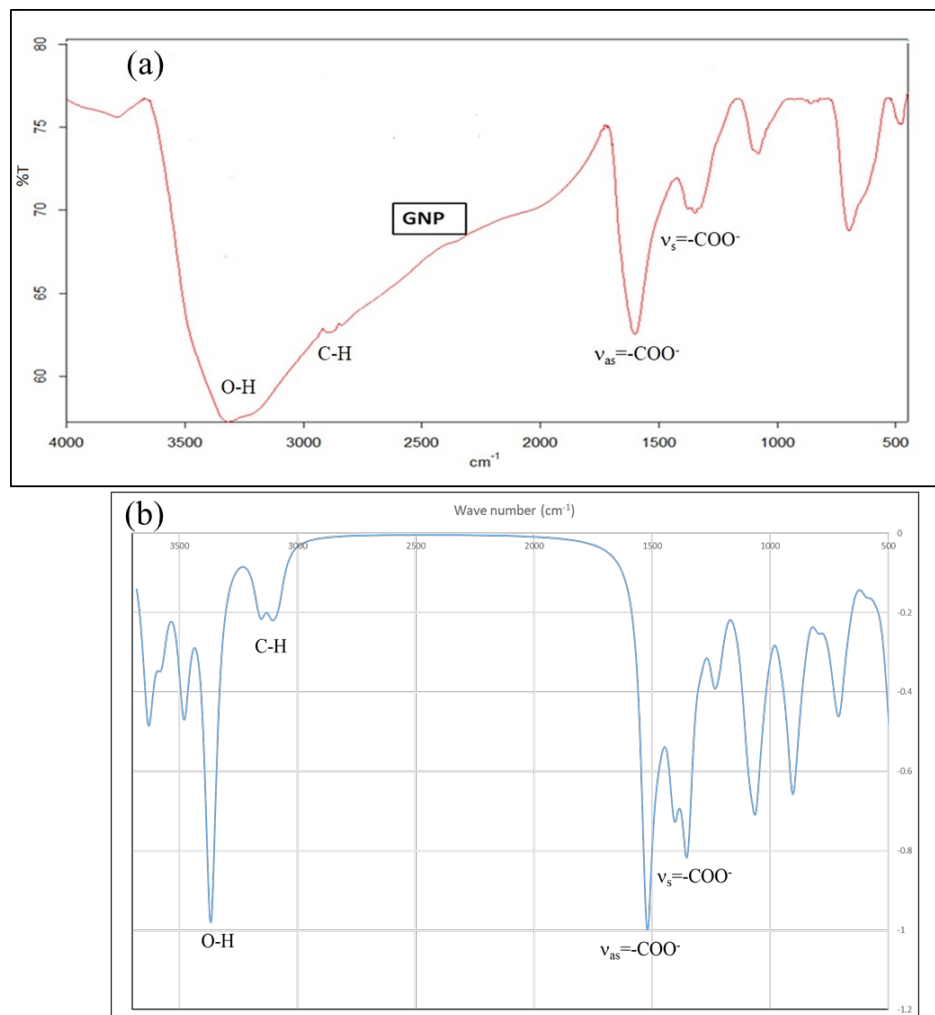 (a)
80
75
70
65
60
%T
GNP
O-H
C-H
νas=-COO-
νs=-COO-
4000 3500 3000 2500 2000 1500 1000 500
cm-1
(b)
Wave number (cm-1)
3500 3000 2500 2000 1500 1000 500
0
-0.2
-0.4
-0.6
-0.8
-1
-1.2
C-H
O-H
νs=-COO-
νas=-COO-